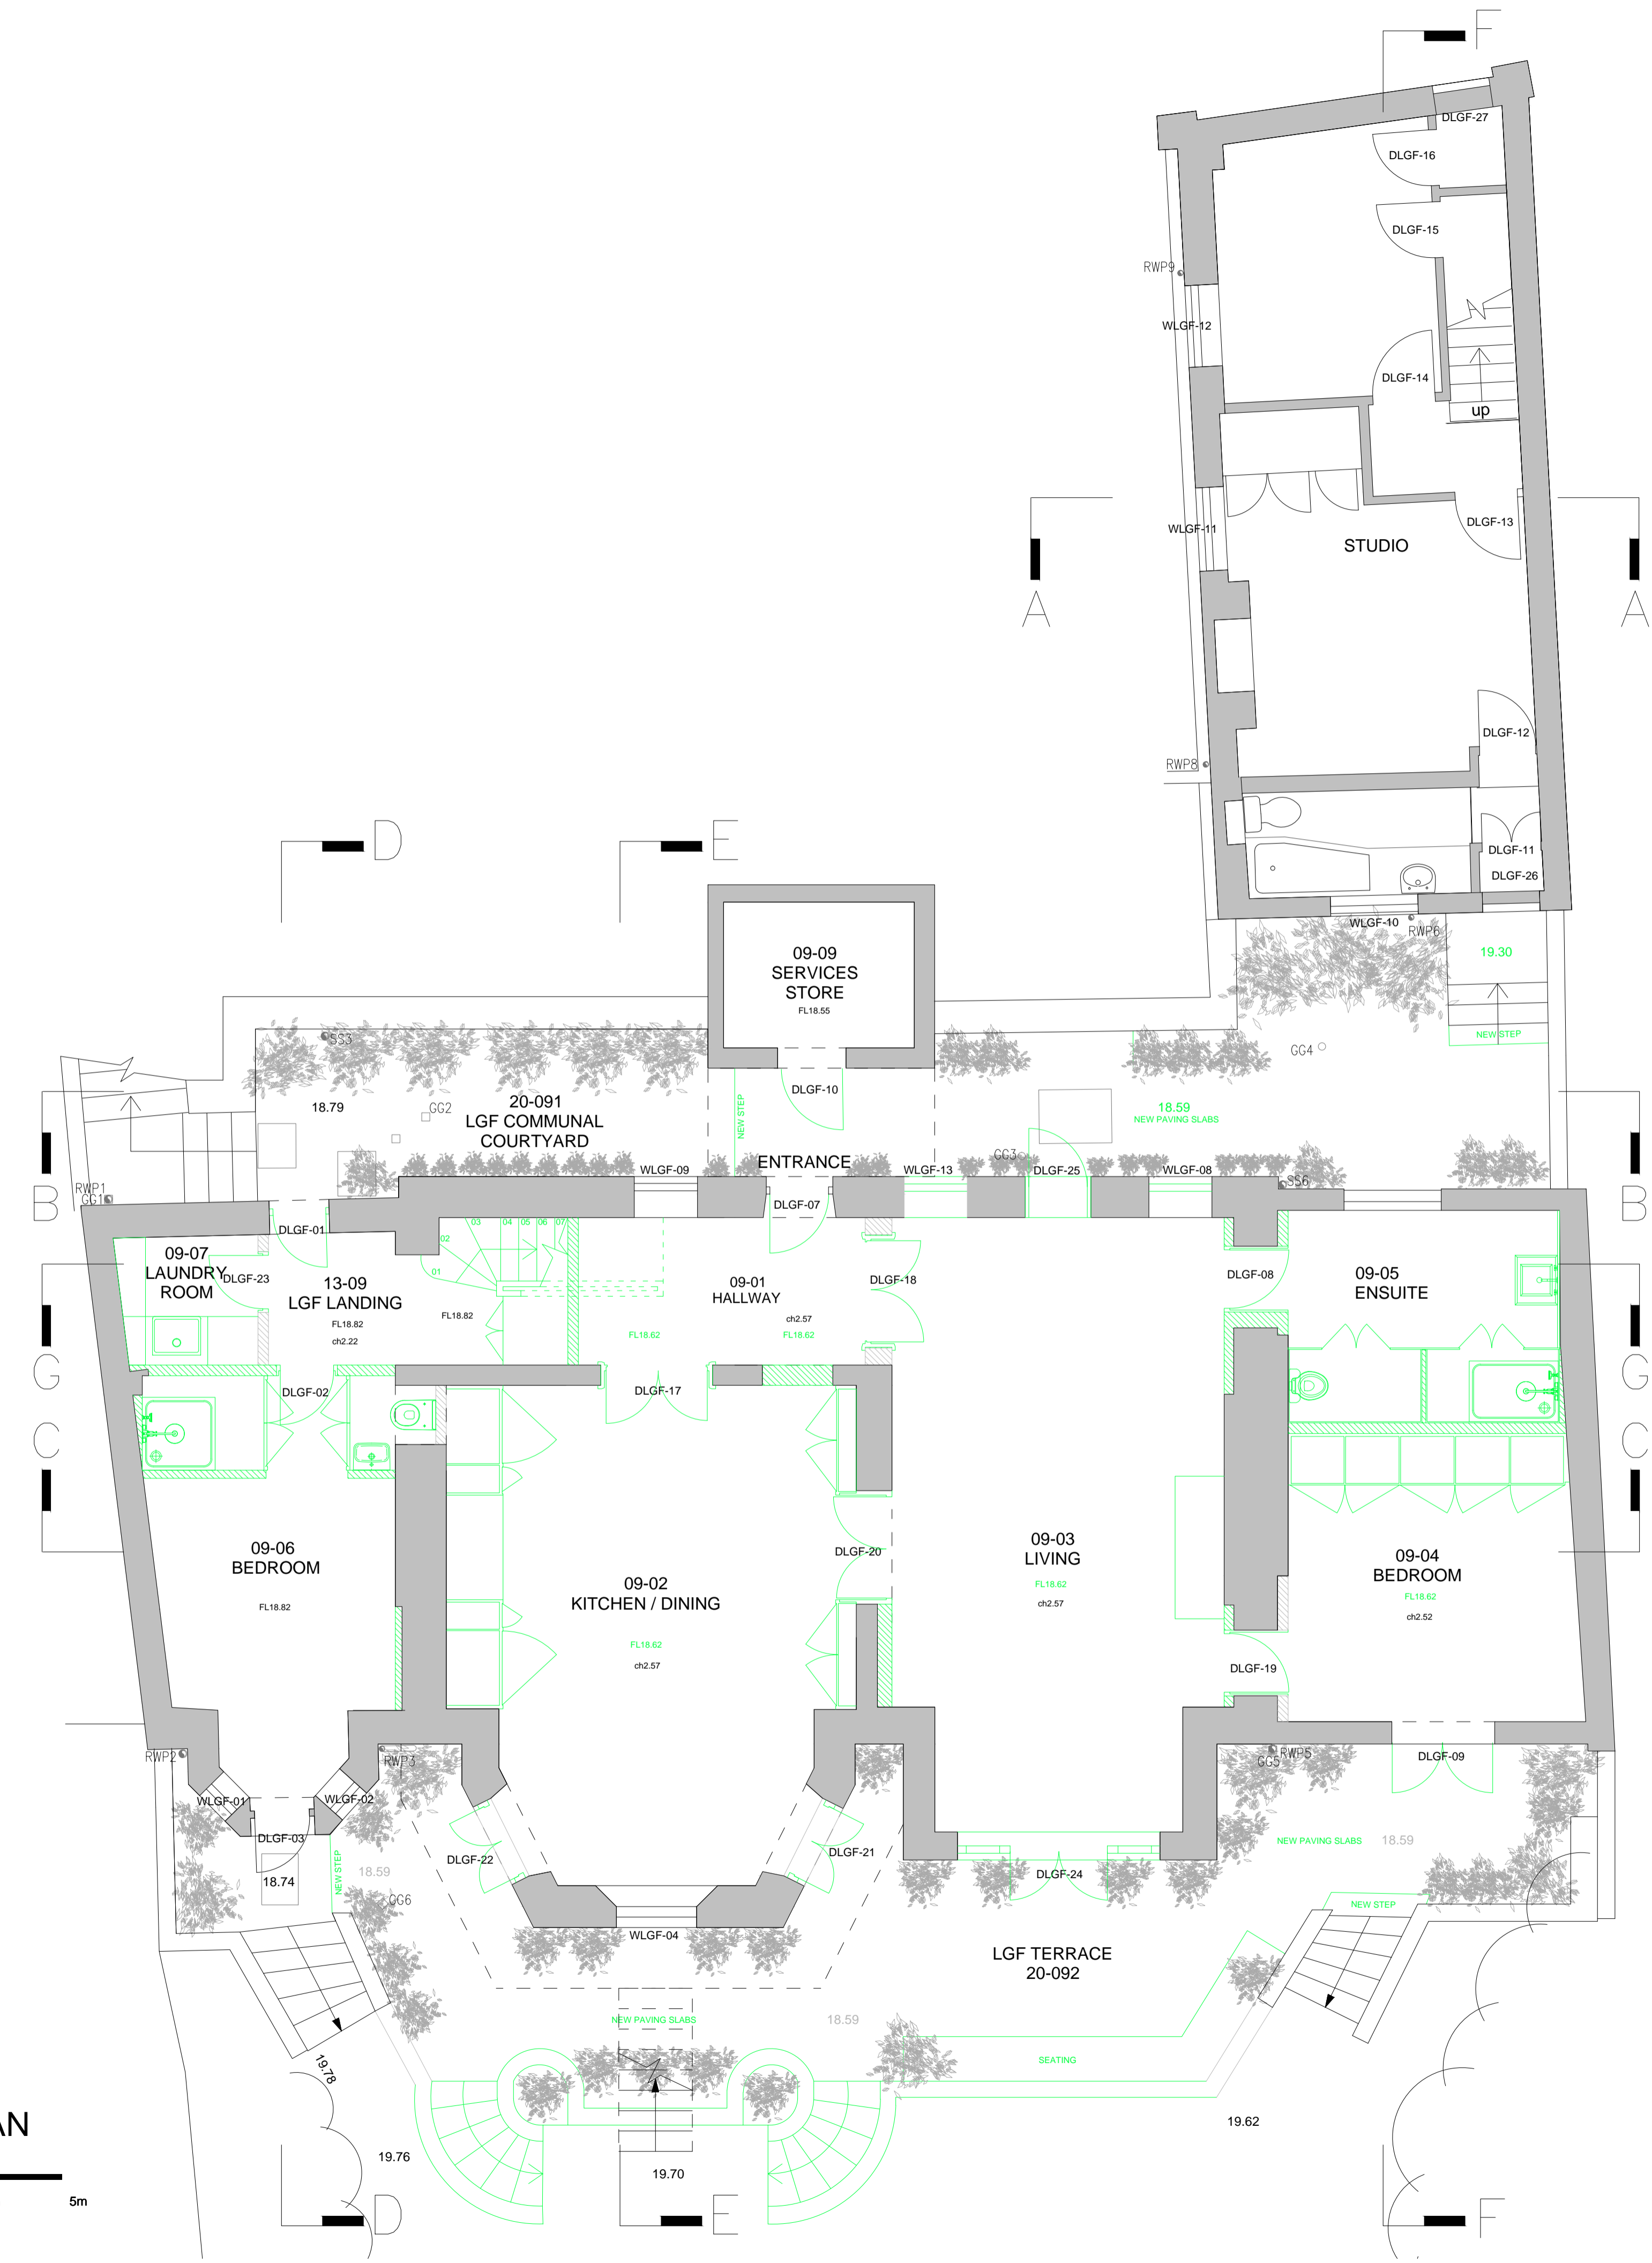 F
DLGF-27
DLGF-16
DLGF-15
RWP9
WLGF-12
DLGF-14
up
WLGF-11
DLGF-13
STUDIO
A
A
DLGF-12
RWP8
D
E
DLGF-11
DLGF-26
WLGF-10
RWP6
09-09
SERVICES
STORE
FL18.55
19.30
NEW STEP
SS3
GG4
DLGF-10
18.79
GG2
20-091
LGF COMMUNAL
COURTYARD
NEW STEP
18.59
NEW PAVING SLABS
ENTRANCE
WLGF-09
WLGF-13
GG3
DLGF-25
WLGF-08
SS6
RWP1
GG1
B
B
DLGF-01
DLGF-07
03
04
05
06
07
02
01
09-07
LAUNDRY
ROOM
DLGF-23
13-09
LGF LANDING
FL18.82
ch2.22
FL18.82
09-01
HALLWAY
ch2.57
FL18.62
FL18.62
DLGF-18
DLGF-08
09-05
ENSUITE
G
G
DLGF-02
DLGF-17
C
C
09-06
BEDROOM
FL18.82
09-02
KITCHEN / DINING
FL18.62
ch2.57
DLGF-20
09-03
LIVING
FL18.62
ch2.57
09-04
BEDROOM
FL18.62
ch2.52
DLGF-19
RWP2
RWP3
GG5
RWP5
DLGF-09
WLGF-01
WLGF-02
DLGF-03
NEW STEP
18.59
18.74
GG6
DLGF-22
DLGF-21
DLGF-24
NEW PAVING SLABS
18.59
NEW STEP
WLGF-04
LGF TERRACE
20-092
NEW PAVING SLABS
18.59
SEATING
19.78
19.76
19.70
19.62
AN
5m
D
E
F